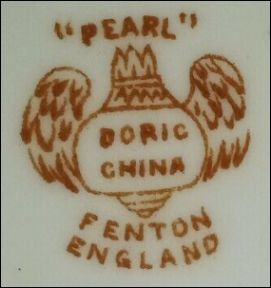 "PEARL"
DORIC
CHINA
FENTON
ENGLAND